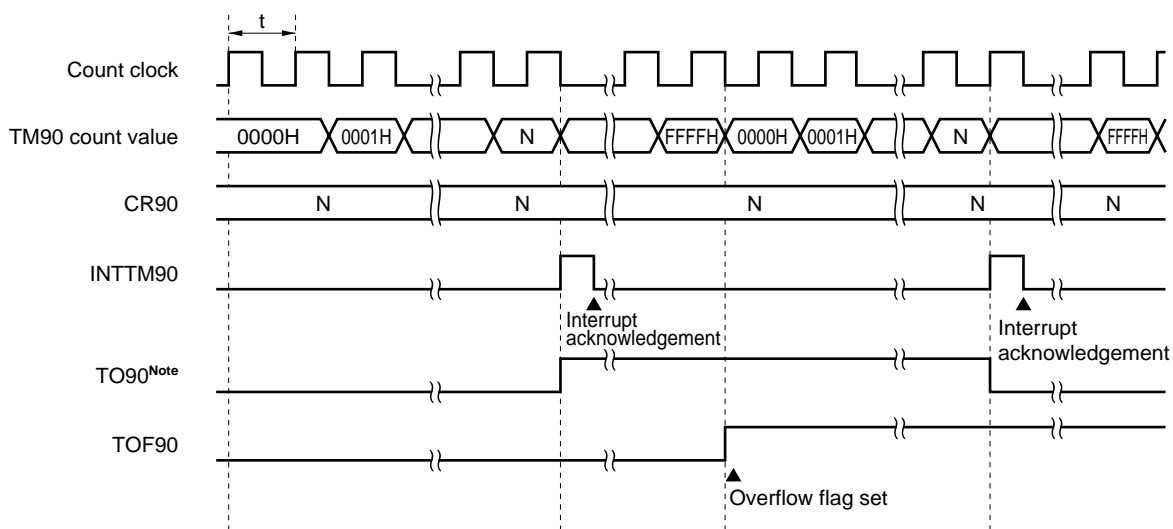 t
Count clock
TM90 count value 0000H 0001H N FFFFH 0000H 0001H N FFFFH
CR90 N N N N N
INTTM90
Interrupt
acknowledgement
Interrupt
acknowledgement
TO90Note
TOF90
Overflow flag set